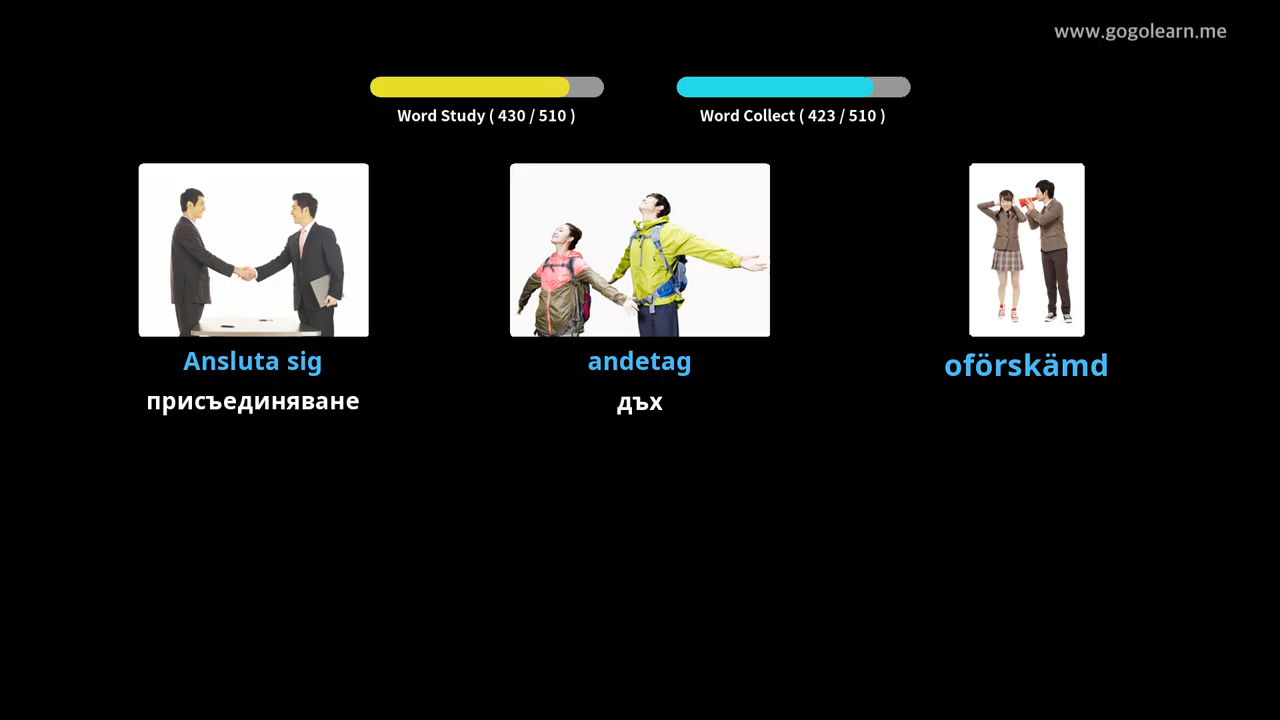 www.gogolearn.me
Word Study ( 430 / 510 )
Word Collect ( 423 / 510 )
Ansluta sig
присъединяване
andetag
дъх
oförskämd